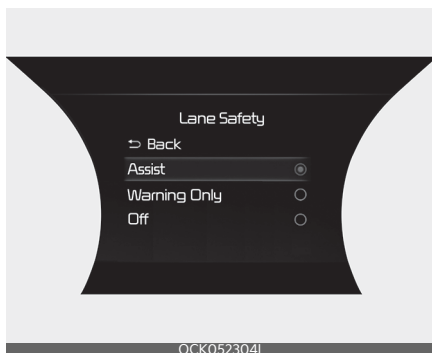 Lane Safety
Back
Assist
Warning Only
Off
OCK052304L